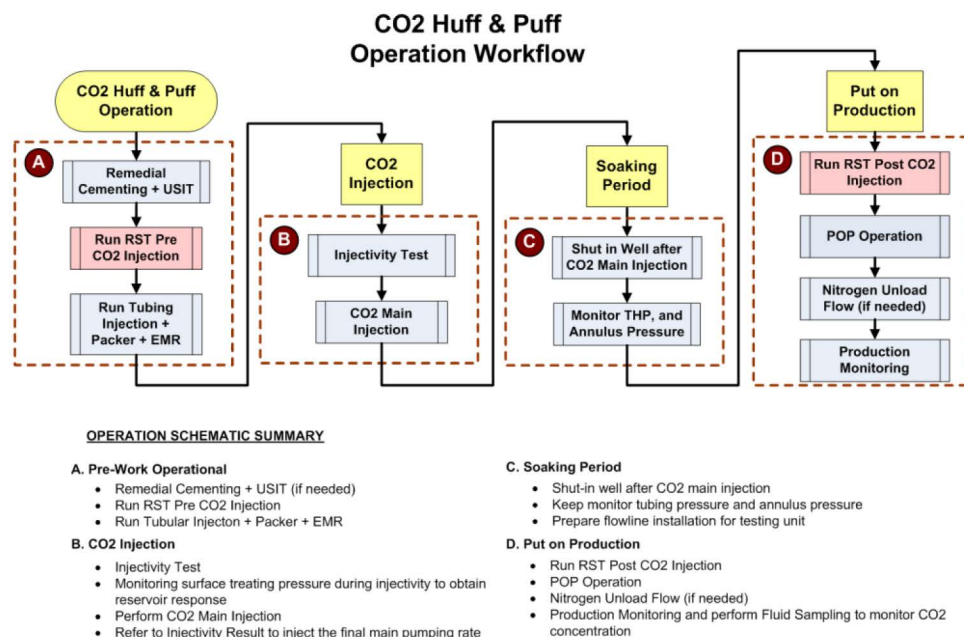 CO2 Huff & Puff
Operation Workflow
CO2 Huff & Puff
Operation
A
Remedial
Cementing + USIT
Run RST Pre
CO2 Injection
Run Tubing
Injection +
Packer + EMR
CO2
Injection
B
Injectivity Test
CO2 Main
Injection
Soaking
Period
C
Shut in Well after
CO2 Main Injection
Monitor THP, and
Annulus Pressure
Put on
Production
D
Run RST Post CO2
Injection
POP Operation
Nitrogen Unload
Flow (if needed)
Production
Monitoring
OPERATION SCHEMATIC SUMMARY
A. Pre-Work Operational
• Remedial Cementing + USIT (if needed)
• Run RST Pre CO2 Injection
• Run Tubular Injecton + Packer + EMR
B. CO2 Injection
• Injectivity Test
• Monitoring surface treating pressure during injectivity to obtain
reservoir response
• Perform CO2 Main Injection
• Refer to Injectivity Result to inject the final main pumping rate
C. Soaking Period
• Shut-in well after CO2 main injection
• Keep monitor tubing pressure and annulus pressure
• Prepare flowline installation for testing unit
D. Put on Production
• Run RST Post CO2 Injection
• POP Operation
• Nitrogen Unload Flow (if needed)
• Production Monitoring and perform Fluid Sampling to monitor CO2
concentration